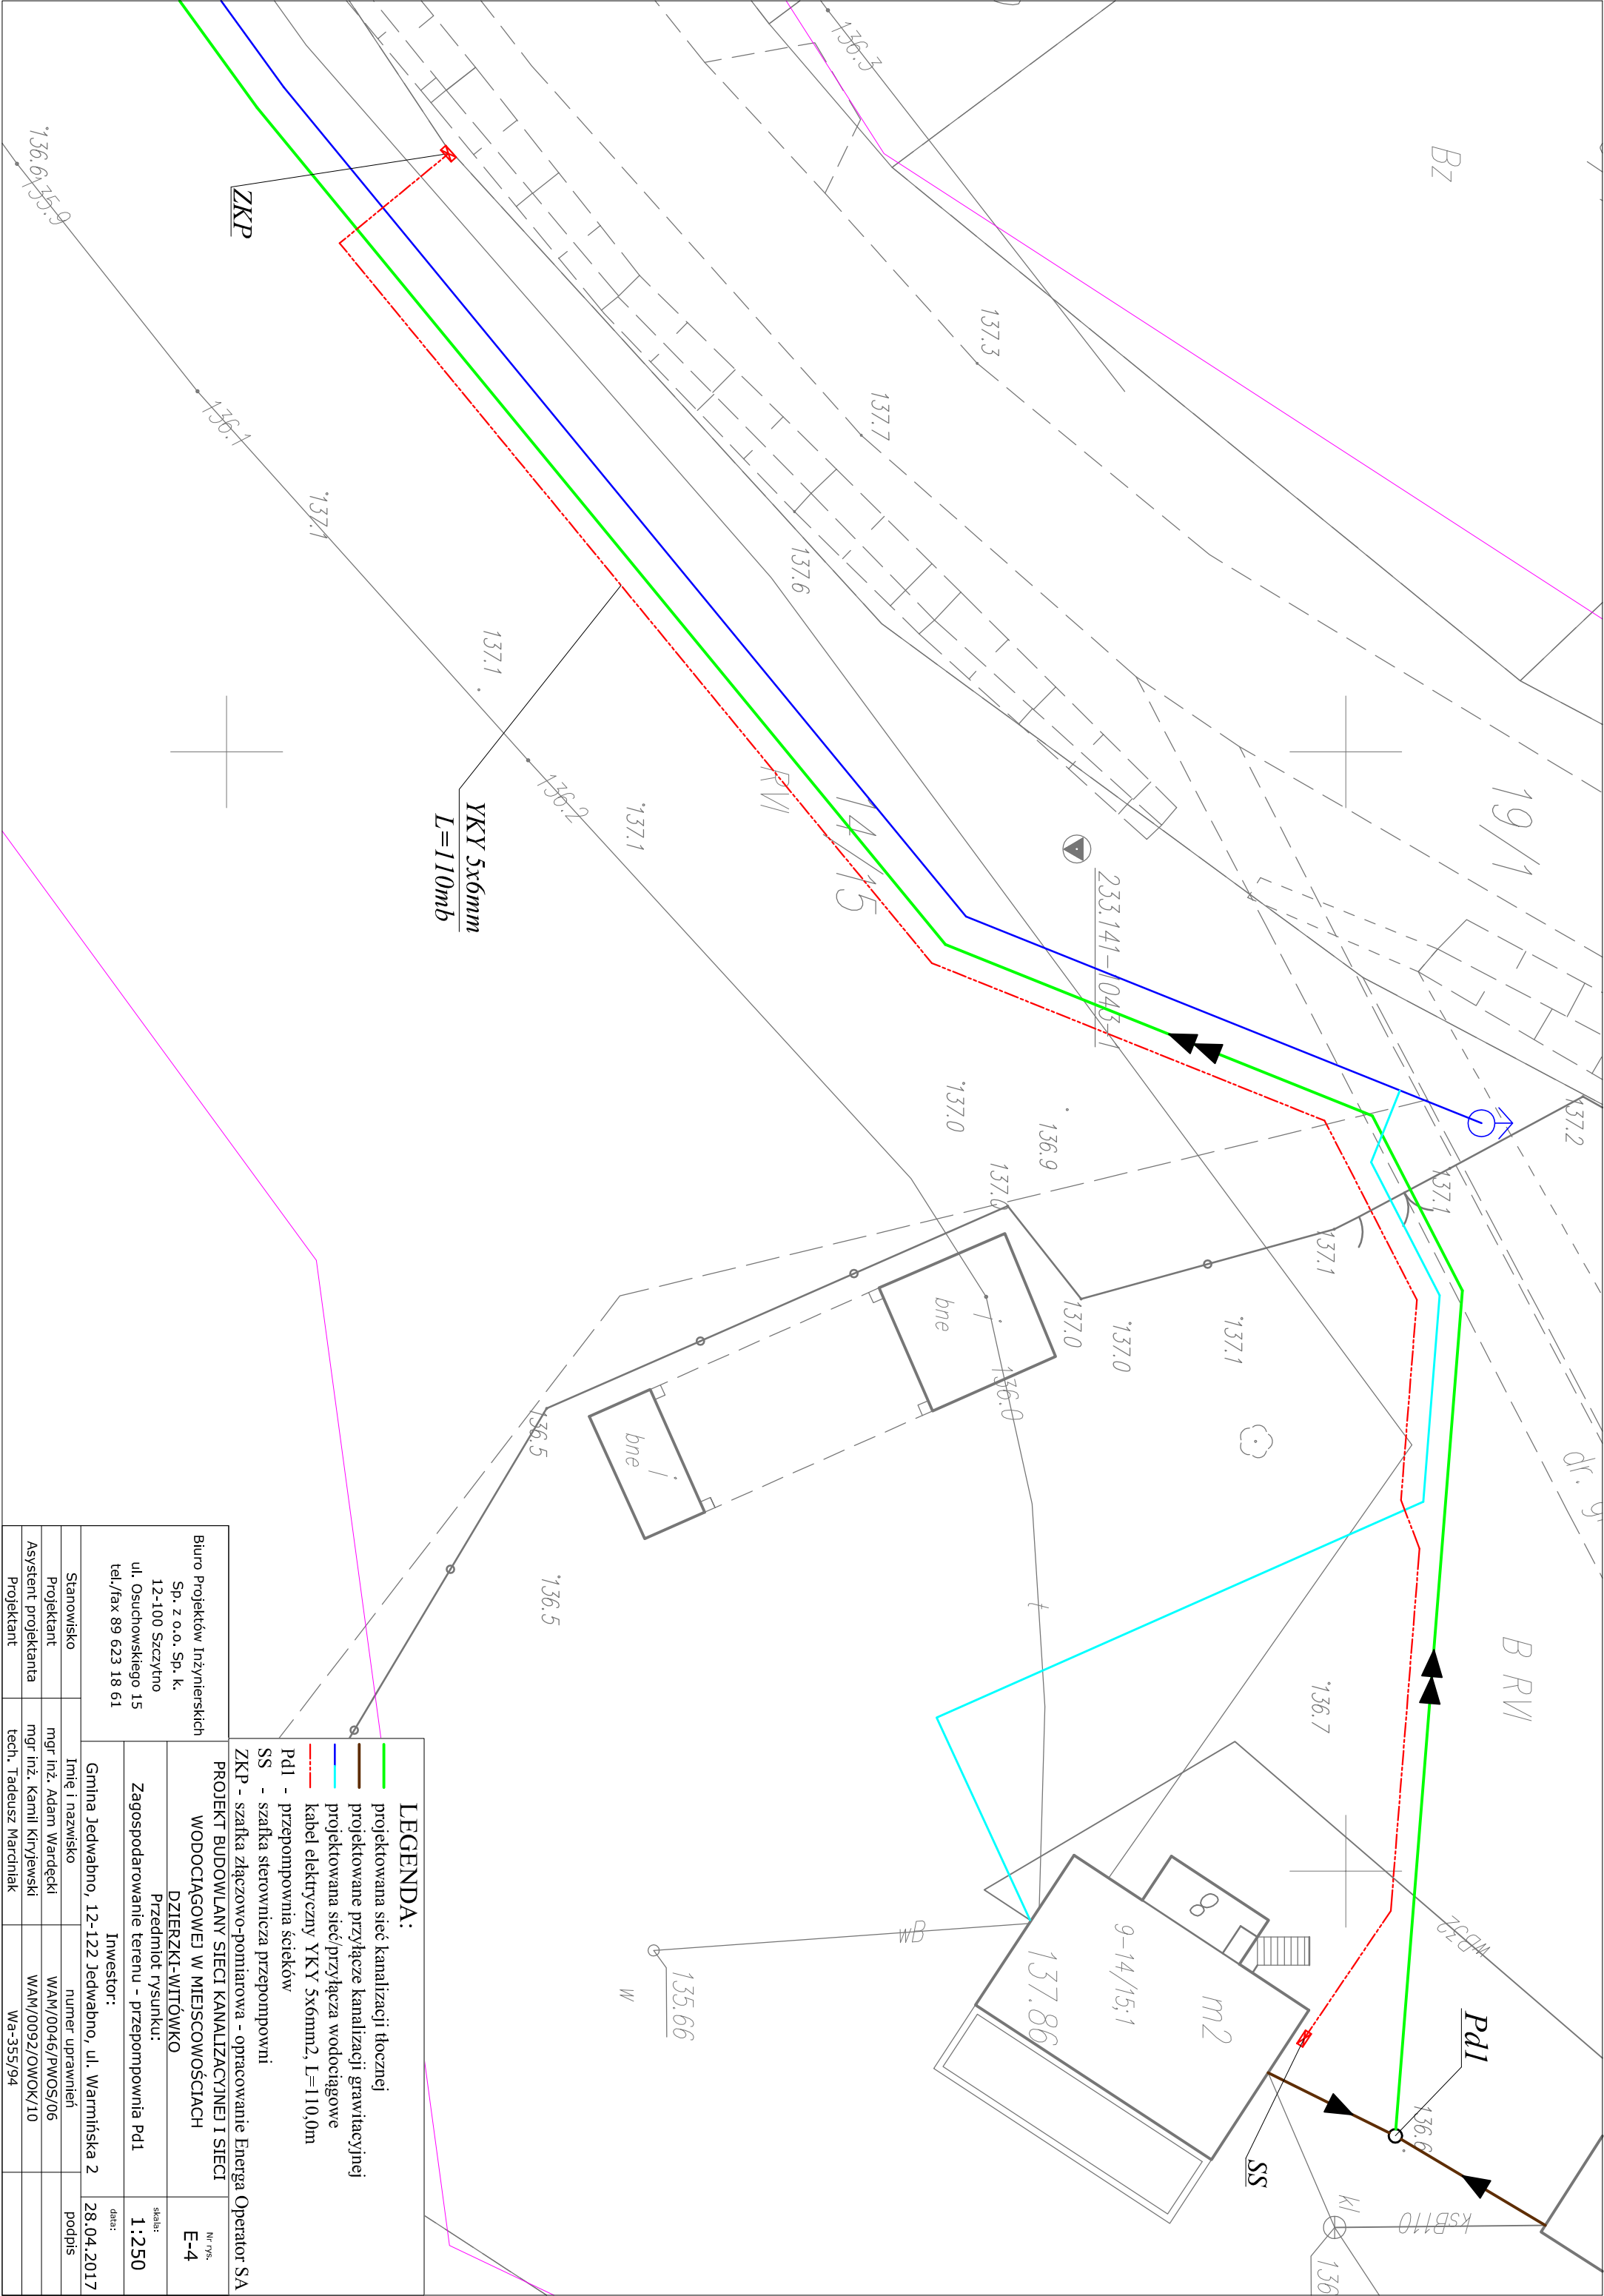 Bz
136.3
137.3
137.7
137.6
136.6
135.9
136.1
137.7
137.1
136.2
137.1
ZKP
YKY 5x6mm
L=110mb
14/15
RVI
19/1
233.141-1043-1
137.2
137.1
137.1
136.9
137.0
137.0
137.0
137.0
137.1
136.0
136.5
136.5
bne
i
bne
i
t
B RVI
136.7
wB32
wB
135.66
w
8
9-14/15;1
137.86
m2
Pd1
136.6
SS
kl
ksB110
136
LEGENDA:
projektowana sieć kanalizacji tłocznej
projektowane przyłącze kanalizacji grawitacyjnej
projektowana sieć/przyłącza wodociągowe
kabel elektryczny YKY 5x6mm2, L=110,0m
Pd1 - przepompownia ścieków
SS - szafka sterownicza przepompowni
ZKP - szafka złączowo-pomiarowa - opracowanie Energa Operator SA
Biuro Projektów Inżynierskich
Sp. z o.o. Sp. k.
12-100 Szczytno
ul. Osuchowskiego 15
tel./fax 89 623 18 61
PROJEKT BUDOWLANY SIECI KANALIZACYJNEJ I SIECI
WODOCIĄGOWEJ W MIEJSCOWOŚCIACH
DZIERZKI-WITÓWKO
Nr rys.
E-4
Przedmiot rysunku:
Zagospodarowanie terenu - przepompownia Pd1
skala:
1:250
Inwestor:
Gmina Jedwabno, 12-122 Jedwabno, ul. Warmińska 2
data:
28.04.2017
Stanowisko Imię i nazwisko numer uprawnień podpis
Projektant mgr inż. Adam Wardęcki WAM/0046/PWOS/06
Asystent projektanta mgr inż. Kamil Kiryjewski WAM/0092/OWOK/10
Projektant tech. Tadeusz Marciniak Wa-355/94